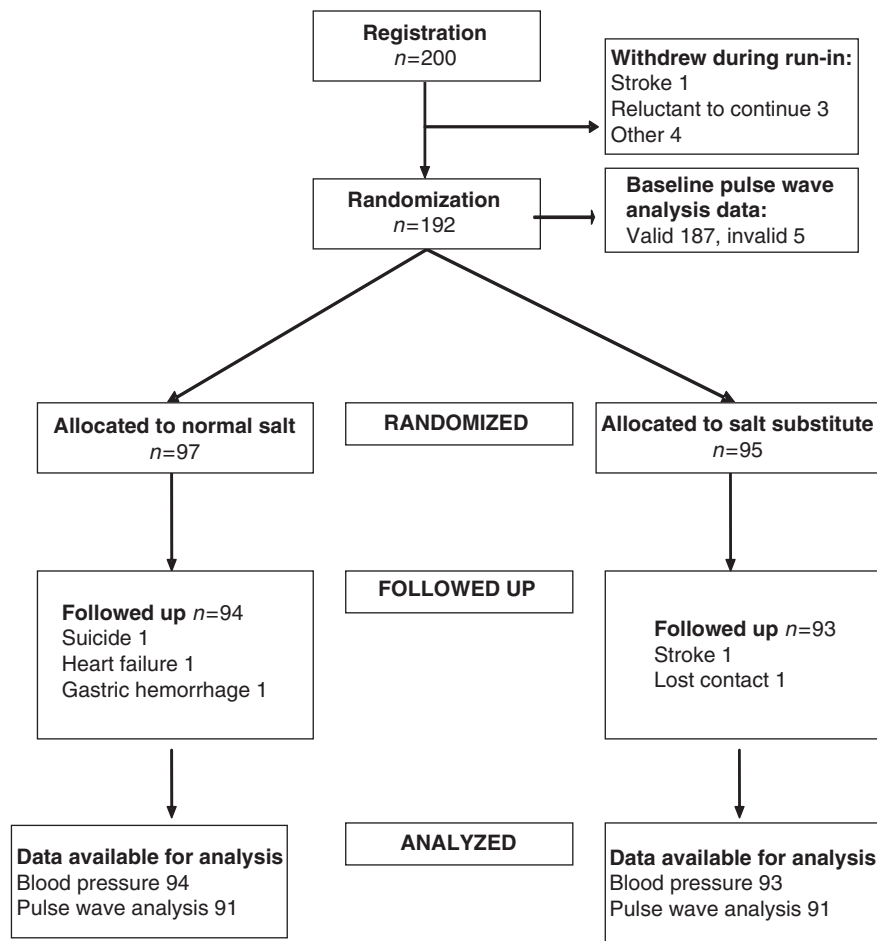 Registration
n=200
Withdrew during run-in:
Stroke 1
Reluctant to continue 3
Other 4
Randomization
n=192
Baseline pulse wave
analysis data:
Valid 187, invalid 5
Allocated to normal salt
n=97
RANDOMIZED
Allocated to salt substitute
n=95
FOLLOWED UP
Followed up n=94
Suicide 1
Heart failure 1
Gastric hemorrhage 1
Followed up n=93
Stroke 1
Lost contact 1
ANALYZED
Data available for analysis
Blood pressure 94
Pulse wave analysis 91
Data available for analysis
Blood pressure 93
Pulse wave analysis 91